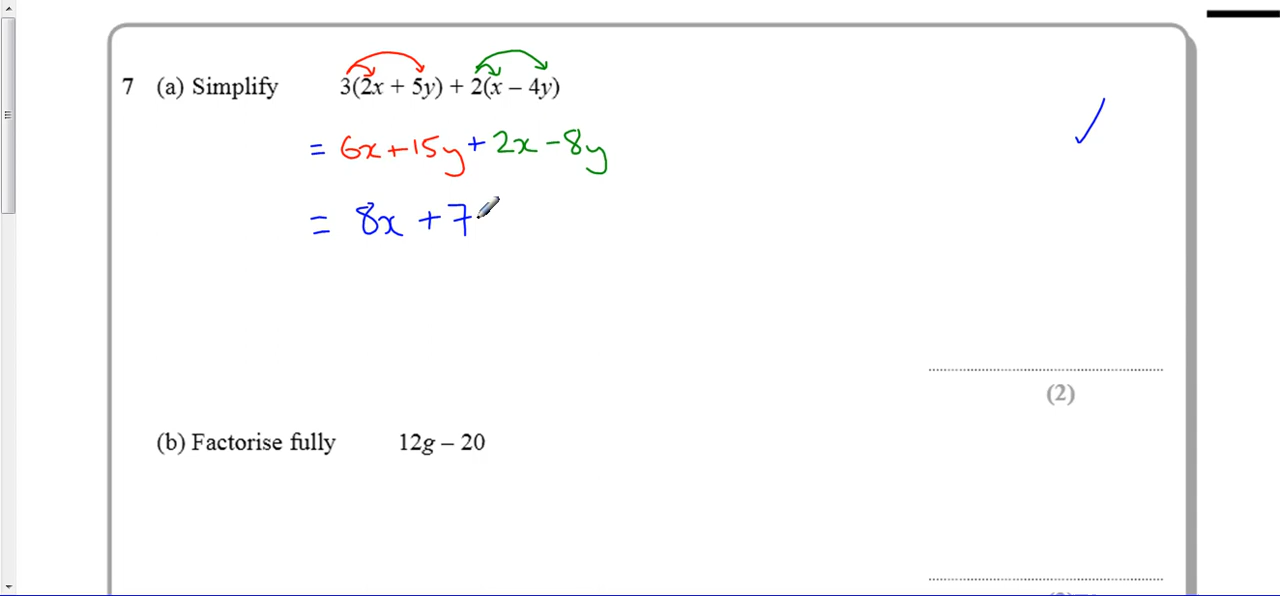 7 (a) Simplify 3(2x + 5y) + 2(x – 4y)
= 6x + 15y + 2x - 8y
= 8x + 7
(2)
(b) Factorise fully 12g – 20